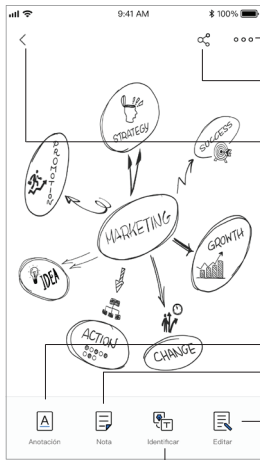 9:41 AM
100%
STRATEGY
SUCCESS
PROMOTION
MARKETING
GROWTH
IDEA
ACTION
CHANGE
A
T
Anotación
Nota
Identificar
Editar